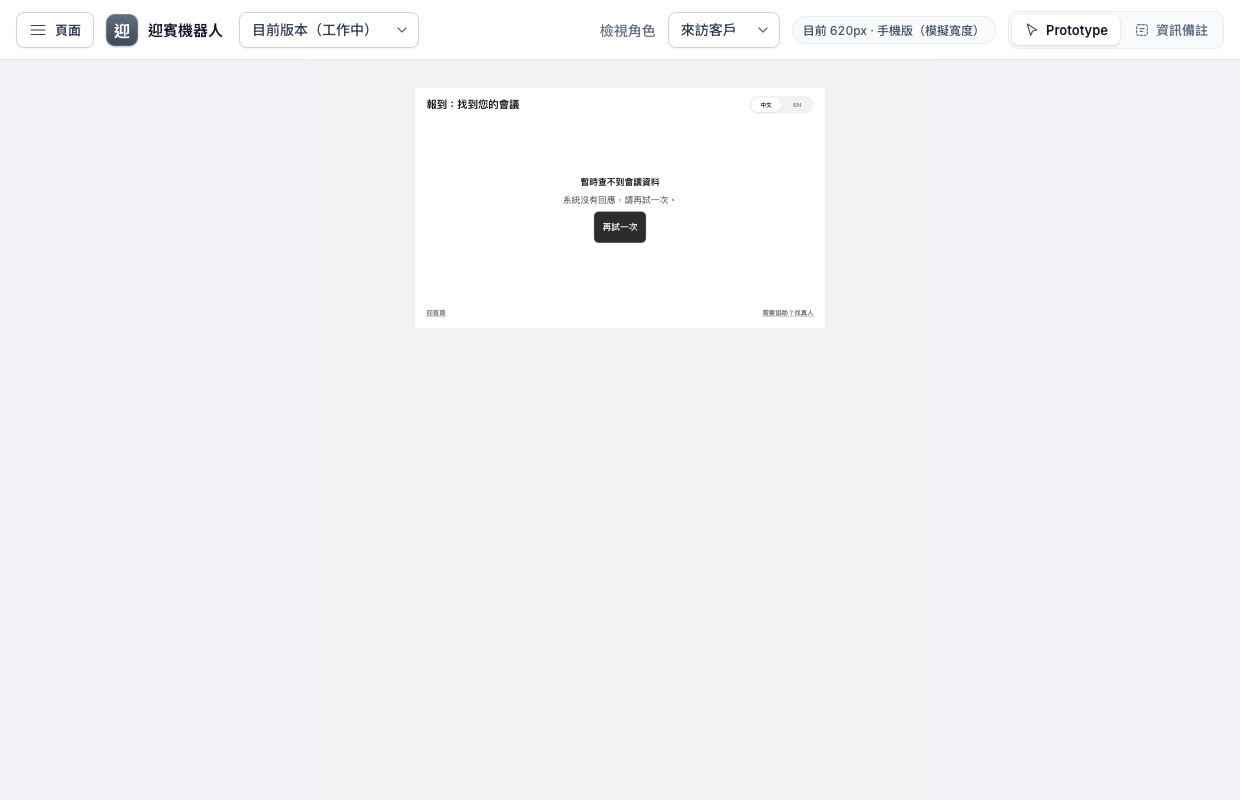 頁面
迎
迎賓機器人
目前版本（工作中）
檢視角色
來訪客戶
目前 620px · 手機版（模擬寬度）
Prototype
資訊備註
報到：找到您的會議
中文
EN
暫時查不到會議資料
系統沒有回應，請再試一次。
再試一次
回首頁
需要協助？找真人